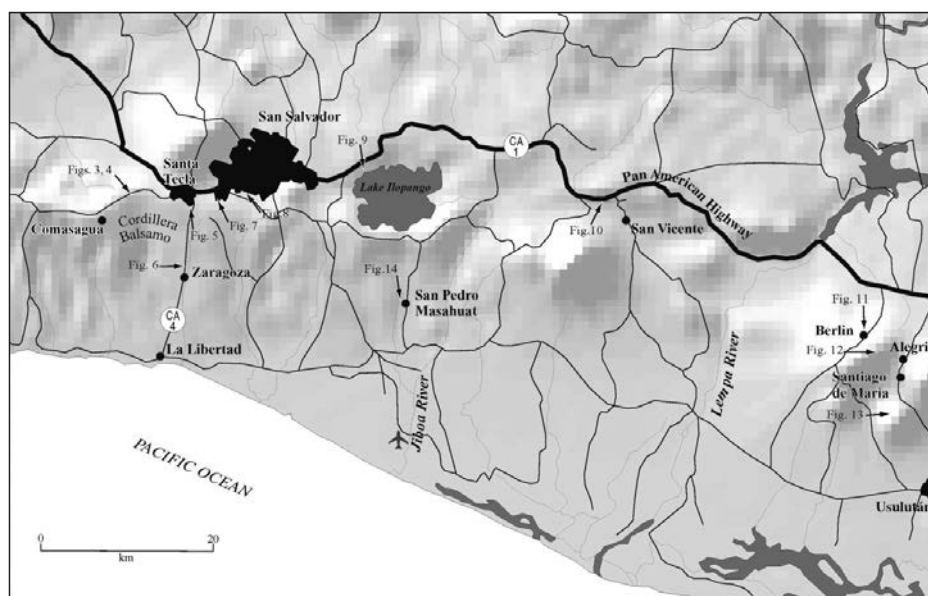 San Salvador
Fig. 9
CA
1
Santa
Tecla
Figs. 3, 4
Lake Ilopango
Pan American Highway
Fig. 8
Fig. 7
Fig. 5
Comasagua
Cordillera
Balsamo
Fig.10
San Vicente
Fig. 6
Zaragoza
Fig.14
San Pedro
Masahuat
Fig. 11
CA
4
Berlin
La Libertad
Fig. 12
Alegri
Santiago
de Maria
Lempa River
Fig. 13
Jiboa River
PACIFIC OCEAN
Usulután
0
20
km